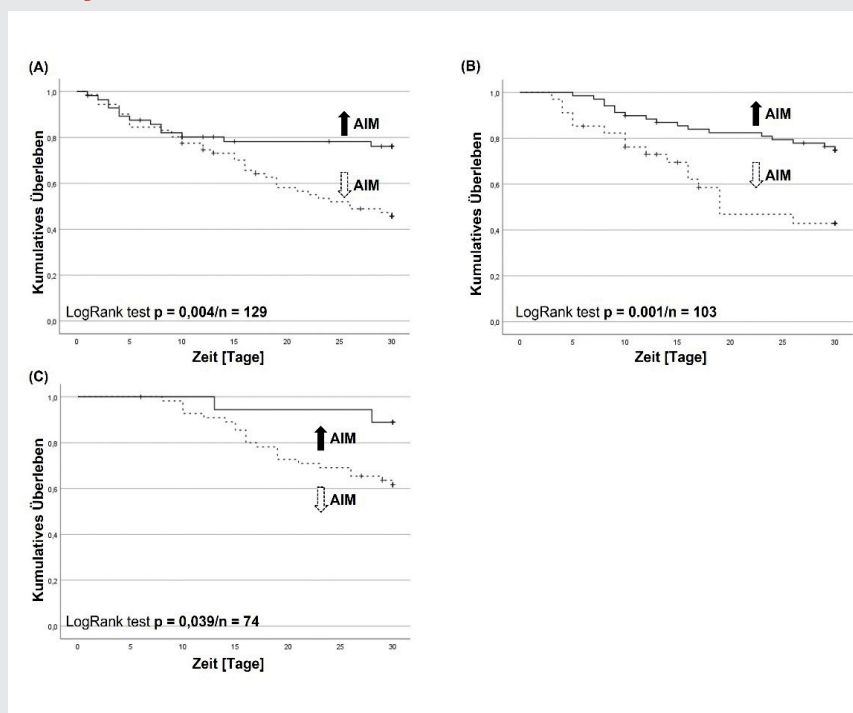 (A)
Kumulatives Überleben
1,0
0,8
0,6
0,4
0,2
0,0
AIM
AIM
LogRank test p = 0,004/n = 129
0 5 10 15 20 25 30
Zeit [Tage]
(B)
Kumulatives Überleben
1,0
0,8
0,6
0,4
0,2
0,0
AIM
AIM
LogRank test p = 0.001/n = 103
0 5 10 15 20 25 30
Zeit [Tage]
(C)
Kumulatives Überleben
1,0
0,8
0,6
0,4
0,2
0,0
AIM
AIM
LogRank test p = 0,039/n = 74
0 5 10 15 20 25 30
Zeit [Tage]